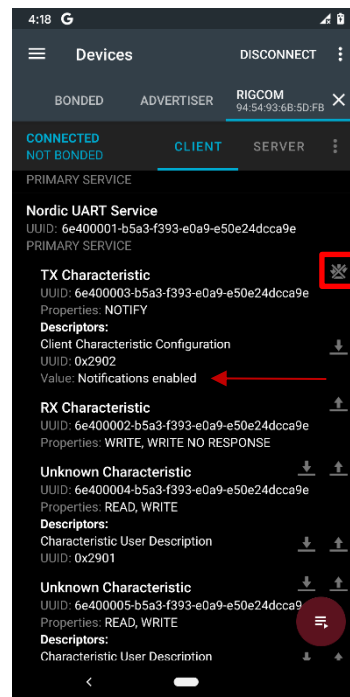 4:18 G
Devices
DISCONNECT
BONDED
ADVERTISER
RIGCOM
94:54:93:6B:5D:FB
CONNECTED
NOT BONDED
CLIENT
SERVER
PRIMARY SERVICE
Nordic UART Service
UUID: 6e400001-b5a3-f393-e0a9-e50e24dcca9e
PRIMARY SERVICE
TX Characteristic
UUID: 6e400003-b5a3-f393-e0a9-e50e24dcca9e
Properties: NOTIFY
Descriptors:
Client Characteristic Configuration
UUID: 0x2902
Value: Notifications enabled
RX Characteristic
UUID: 6e400002-b5a3-f393-e0a9-e50e24dcca9e
Properties: WRITE, WRITE NO RESPONSE
Unknown Characteristic
UUID: 6e400004-b5a3-f393-e0a9-e50e24dcca9e
Properties: READ, WRITE
Descriptors:
Characteristic User Description
UUID: 0x2901
Unknown Characteristic
UUID: 6e400005-b5a3-f393-e0a9-e50e24dcca9
Properties: READ, WRITE
Descriptors:
Characteristic User Description